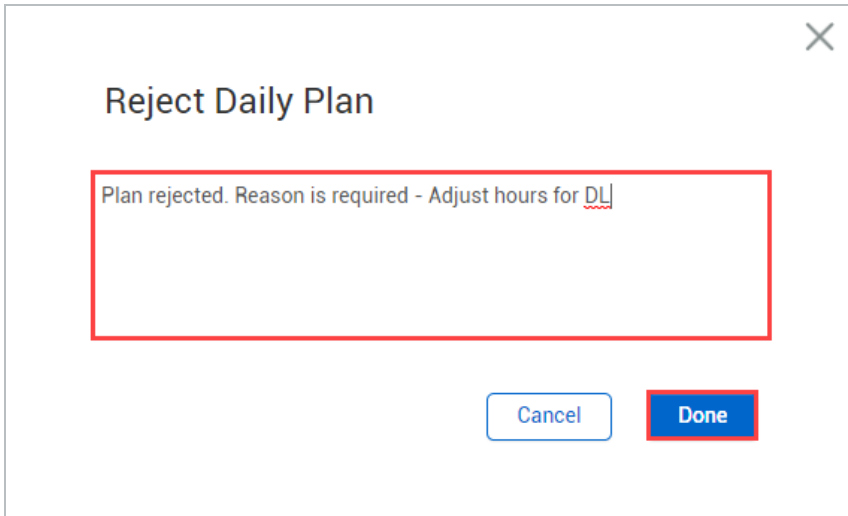 Reject Daily Plan
Plan rejected. Reason is required - Adjust hours for DL
Cancel
Done